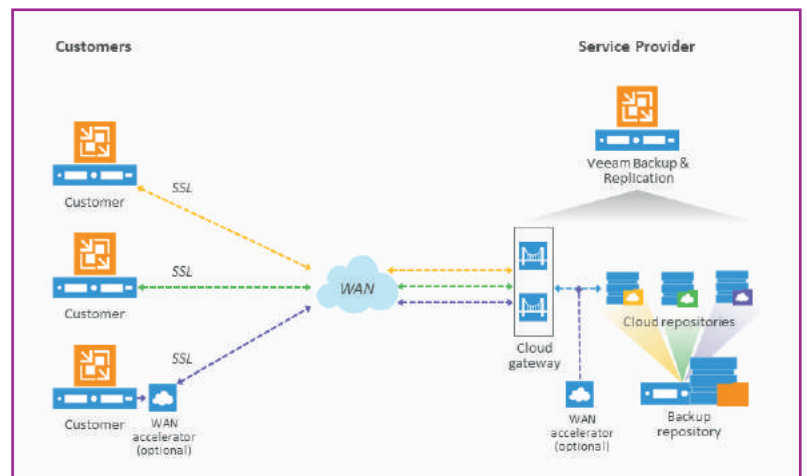 Customers
Service Provider
Veeam Backup &
Replication
SSL
Customer
SSL
Customer
WAN
SSL
Customer
WAN
accelerator
(optional)
Cloud
gateway
Cloud repositories
WAN
accelerator
(optional)
Backup
repository